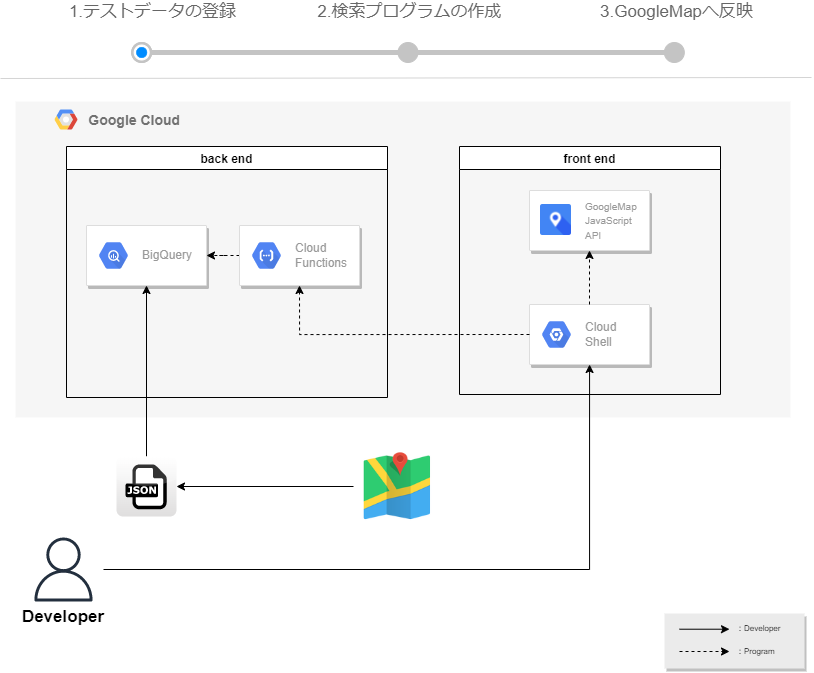 1.テストデータの登録
2.検索プログラムの作成
3.GoogleMapへ反映
Google Cloud
back end
front end
BigQuery
Cloud
Functions
GoogleMap
JavaScript
API
Cloud
Shell
JSON
Developer
: Developer
: Program